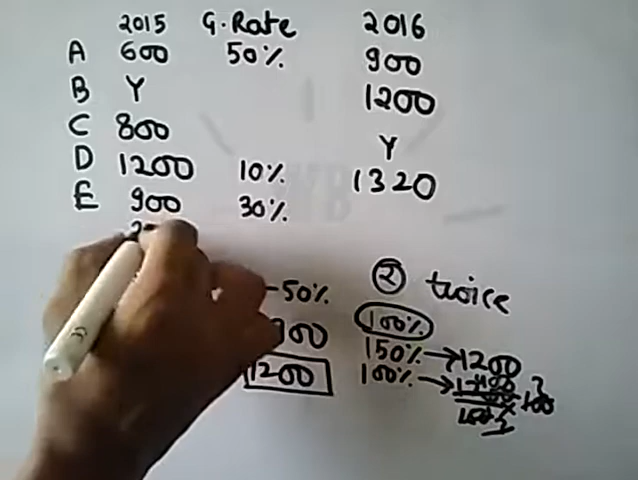 2015 G.Rate 2016
A 600 50% 900
B Y 1200
C 800 Y
D 1200 10% 1320
E 900 30%
-50% ② twice
900 100%
150% → 1200
1200 100% →